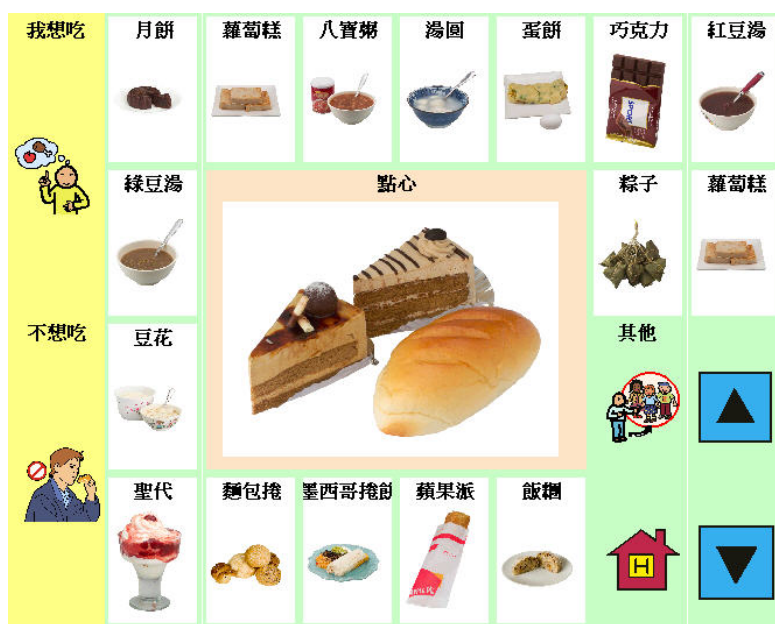 我想吃
月餅
蘿蔔糕
八寶粥
湯圓
蛋餅
巧克力
紅豆湯
綠豆湯
點心
粽子
蘿蔔糕
不想吃
豆花
其他
聖代
麵包捲
墨西哥捲餅
蘋果派
飯糰
H